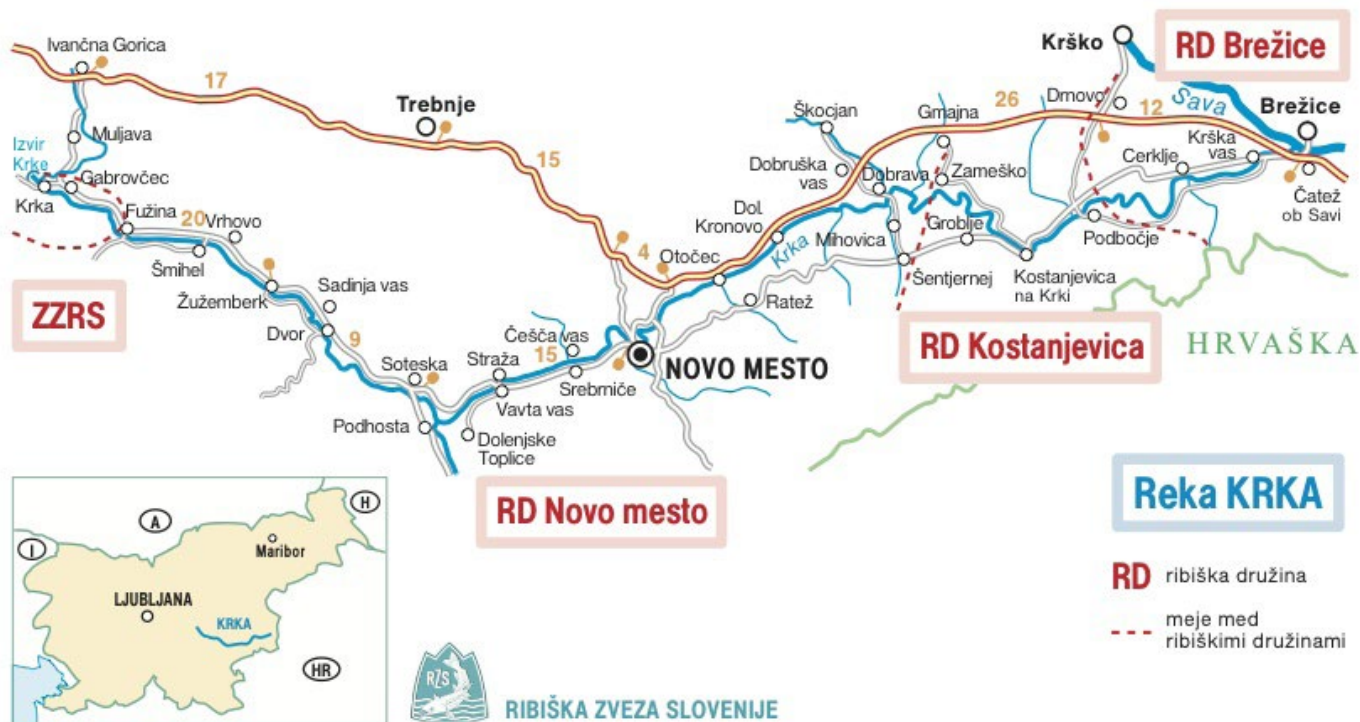 Ivančna Gorica
17
Trebnje
Muljava
Izvir
Krke
Gabrovčec
Krka
Fužina
20
Vrhovo
Šmihel
Žužemberk
Sadinja vas
Dvor
9
ZZRS
15
4
Otočec
Češča vas
Straža
15
Soteska
Srebrniče
NOVO MESTO
Vavta vas
Podhosta
Dolenjske
Toplice
RD Novo mesto
Krško
RD Brežice
Drnovo
Sava
Brežice
26
12
Škocjan
Gmajna
Krška
vas
Dobruška
vas
Dobrava
Zameško
Cerklje
Čatež
ob Savi
Dol.
Kronovo
Krka
Mihovica
Groblje
Podbočje
Ratež
Šentjernej
Kostanjevica
na Krki
RD Kostanjevica
HRVAŠKA
Reka KRKA
RD ribiška družina
meje med
ribiškimi družinami
H
A
I
Maribor
LJUBLJANA
KRKA
HR
RŽS
RIBIŠKA ZVEZA SLOVENIJE